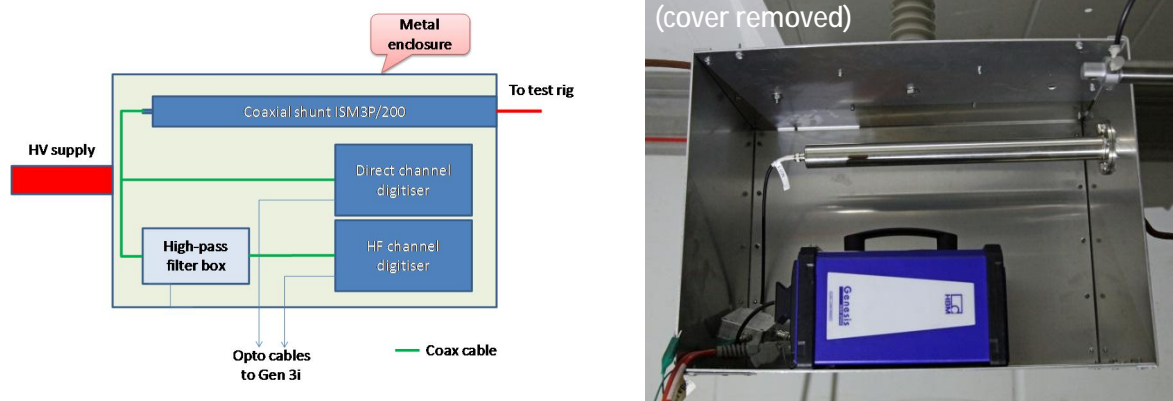 Metal
enclosure
To test rig
Coaxial shunt ISM3P/200
HV supply
Direct channel
digitiser
High-pass
filter box
HF channel
digitiser
Opto cables
to Gen 3i
Coax cable
(cover removed)
Genesis
HBM